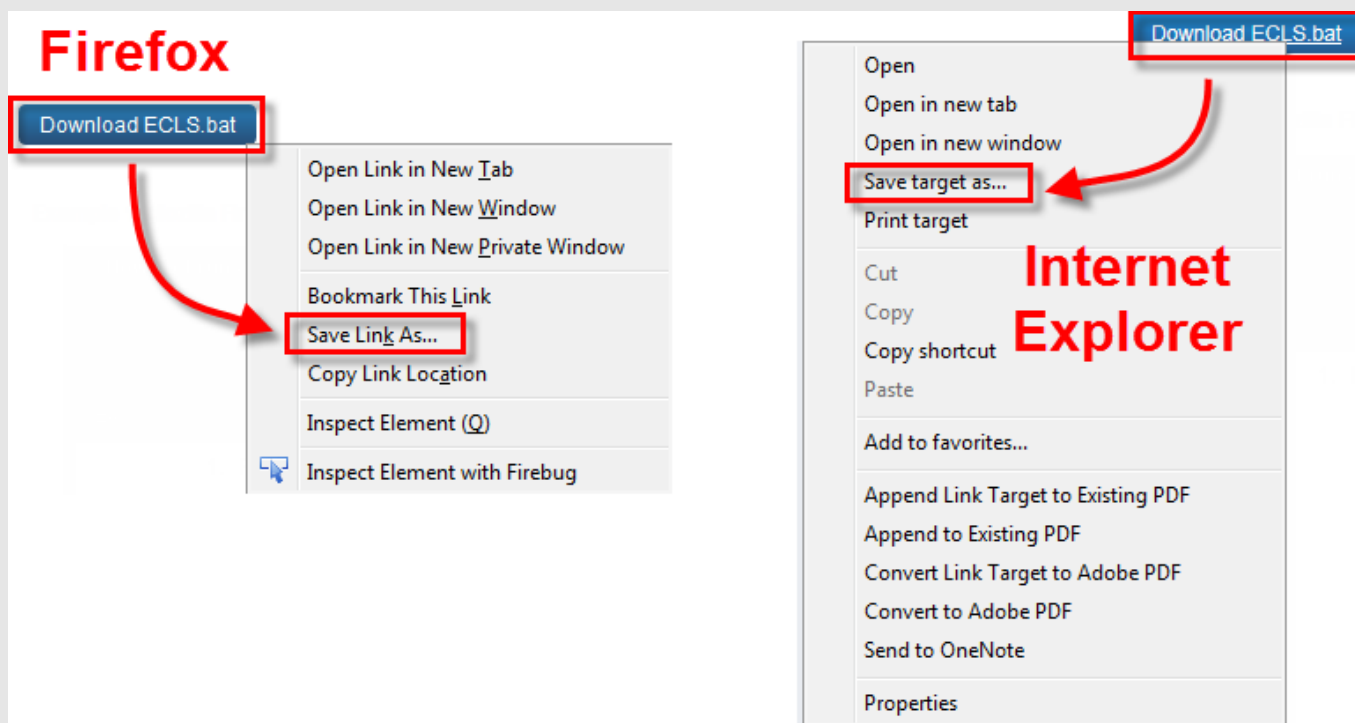 Firefox
Download ECLS.bat
Open Link in New Tab
Open Link in New Window
Open Link in New Private Window
Bookmark This Link
Save Link As...
Copy Link Location
Inspect Element (Q)
Inspect Element with Firebug
Download ECLS.bat
Open
Open in new tab
Open in new window
Save target as...
Print target
Cut
Copy
Copy shortcut
Paste
Internet
Explorer
Add to favorites...
Append Link Target to Existing PDF
Append to Existing PDF
Convert Link Target to Adobe PDF
Convert to Adobe PDF
Send to OneNote
Properties